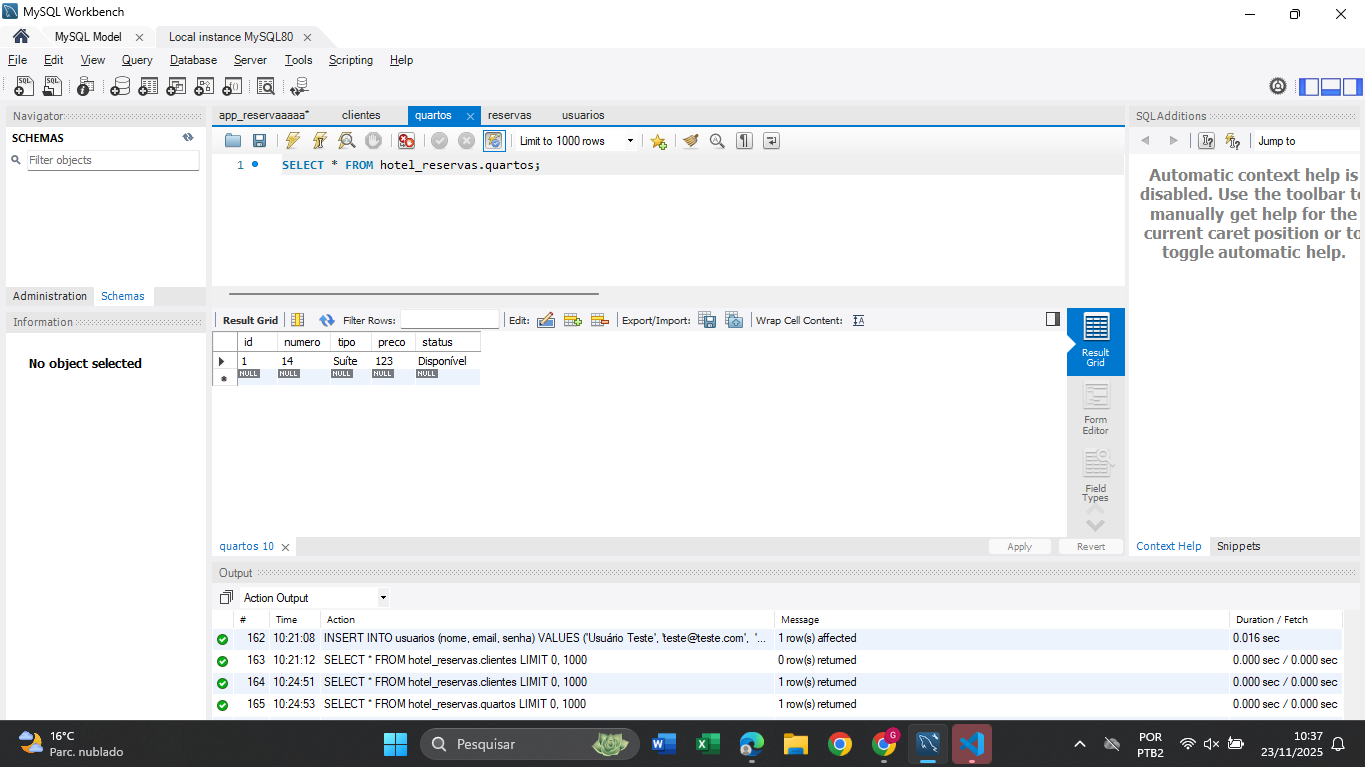 MySQL Workbench
MySQL Model
Local instance MySQL80
File Edit View Query Database Server Tools Scripting Help
Navigator
SCHEMAS
Filter objects
Administration Schemas
Information
No object selected
app_reservaaaaa* clientes quartos reservas usuarios
Limit to 1000 rows
1 SELECT * FROM hotel_reservas.quartos;
Result Grid Filter Rows: Edit: Export/Import: Wrap Cell Content:
id numero tipo preco status
1 14 Suíte 123 Disponível
NULL NULL NULL NULL NULL
Result
Grid
Form
Editor
Field
Types
quartos 10
Apply Revert
SQLAdditions
Jump to
Automatic context help is
disabled. Use the toolbar to
manually get help for the
current caret position or to
toggle automatic help.
Context Help Snippets
Output
Action Output
# Time Action Message Duration / Fetch
162 10:21:08 INSERT INTO usuarios (nome, email, senha) VALUES ('Usuário Teste', 'teste@teste.com', '... 1 row(s) affected 0.016 sec
163 10:21:12 SELECT * FROM hotel_reservas.clientes LIMIT 0, 1000 0 row(s) returned 0.000 sec / 0.000 sec
164 10:24:51 SELECT * FROM hotel_reservas.clientes LIMIT 0, 1000 1 row(s) returned 0.000 sec / 0.000 sec
165 10:24:53 SELECT * FROM hotel_reservas.quartos LIMIT 0, 1000 1 row(s) returned 0.000 sec / 0.000 sec
16°C
Parc. nublado
Pesquisar
G
POR
PTB2
10:37
23/11/2025